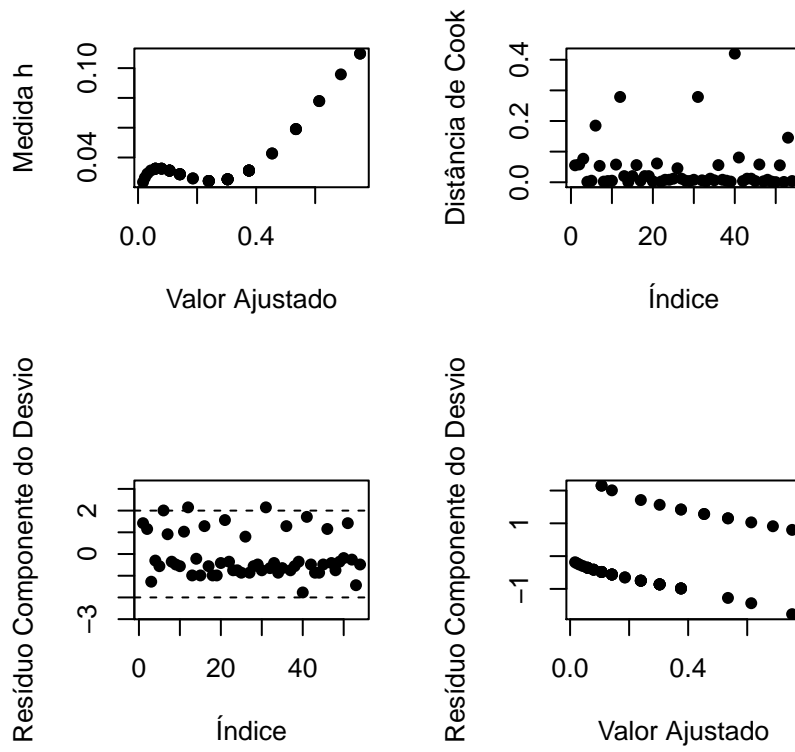 Medida h
0.04
0.10
0.0
0.4
Valor Ajustado
Distância de Cook
0.0
0.2
0.4
0
20
40
Índice
Resíduo Componente do Desvio
−3
0
2
0
20
40
Índice
Resíduo Componente do Desvio
−1
1
0.0
0.4
Valor Ajustado